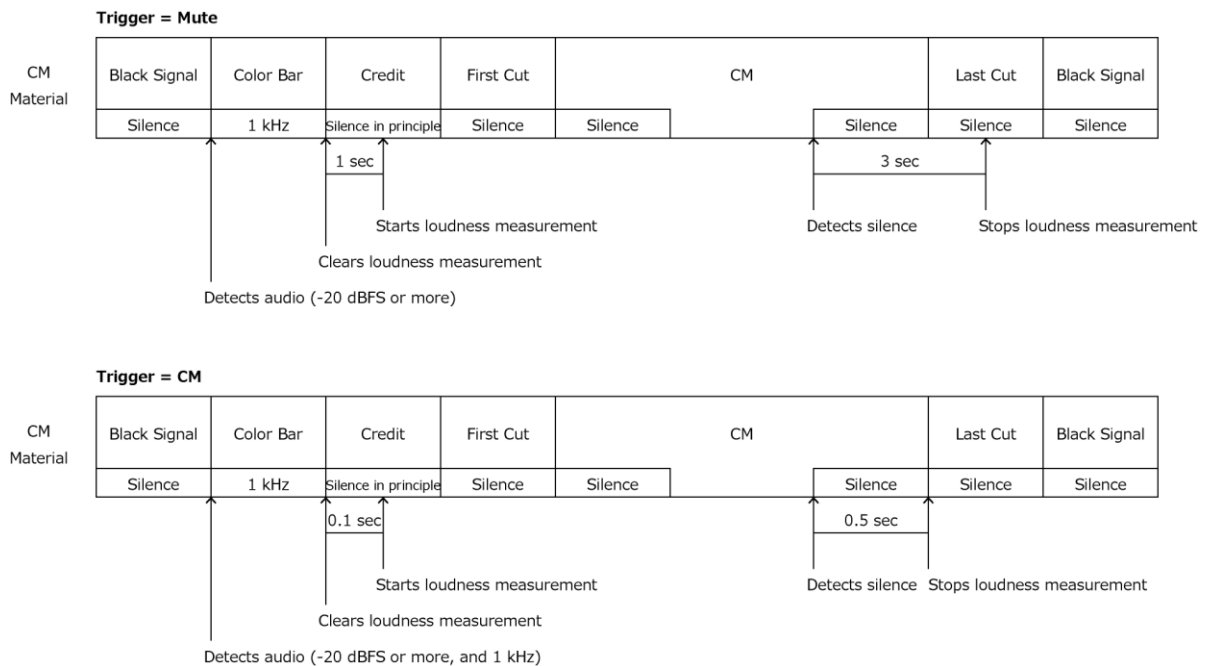 Trigger = Mute
CM
Material
Black Signal
Color Bar
Credit
First Cut
CM
Last Cut
Black Signal
Silence
1 kHz
Silence in principle
Silence
Silence
Silence
Silence
Silence
1 sec
3 sec
Starts loudness measurement
Detects silence
Stops loudness measurement
Clears loudness measurement
Detects audio (-20 dBFS or more)
Trigger = CM
CM
Material
Black Signal
Color Bar
Credit
First Cut
CM
Last Cut
Black Signal
Silence
1 kHz
Silence in principle
Silence
Silence
Silence
Silence
Silence
0.1 sec
0.5 sec
Starts loudness measurement
Detects silence
Stops loudness measurement
Clears loudness measurement
Detects audio (-20 dBFS or more, and 1 kHz)